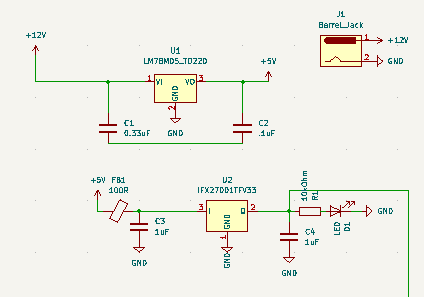 J1
Barrel_Jack
+12V
1
+12V
2
GND
U1
LM78M05_TO220
+5V
1
VI
VO
3
GND
2
GND
C1
0.33uF
C2
.1uF
+5V
FB1
100R
U2
IFX27001TFV33
3
I
O
2
GND
1
GND
C3
1uF
GND
10kOhm
R1
LED
D1
GND
C4
1uF
GND